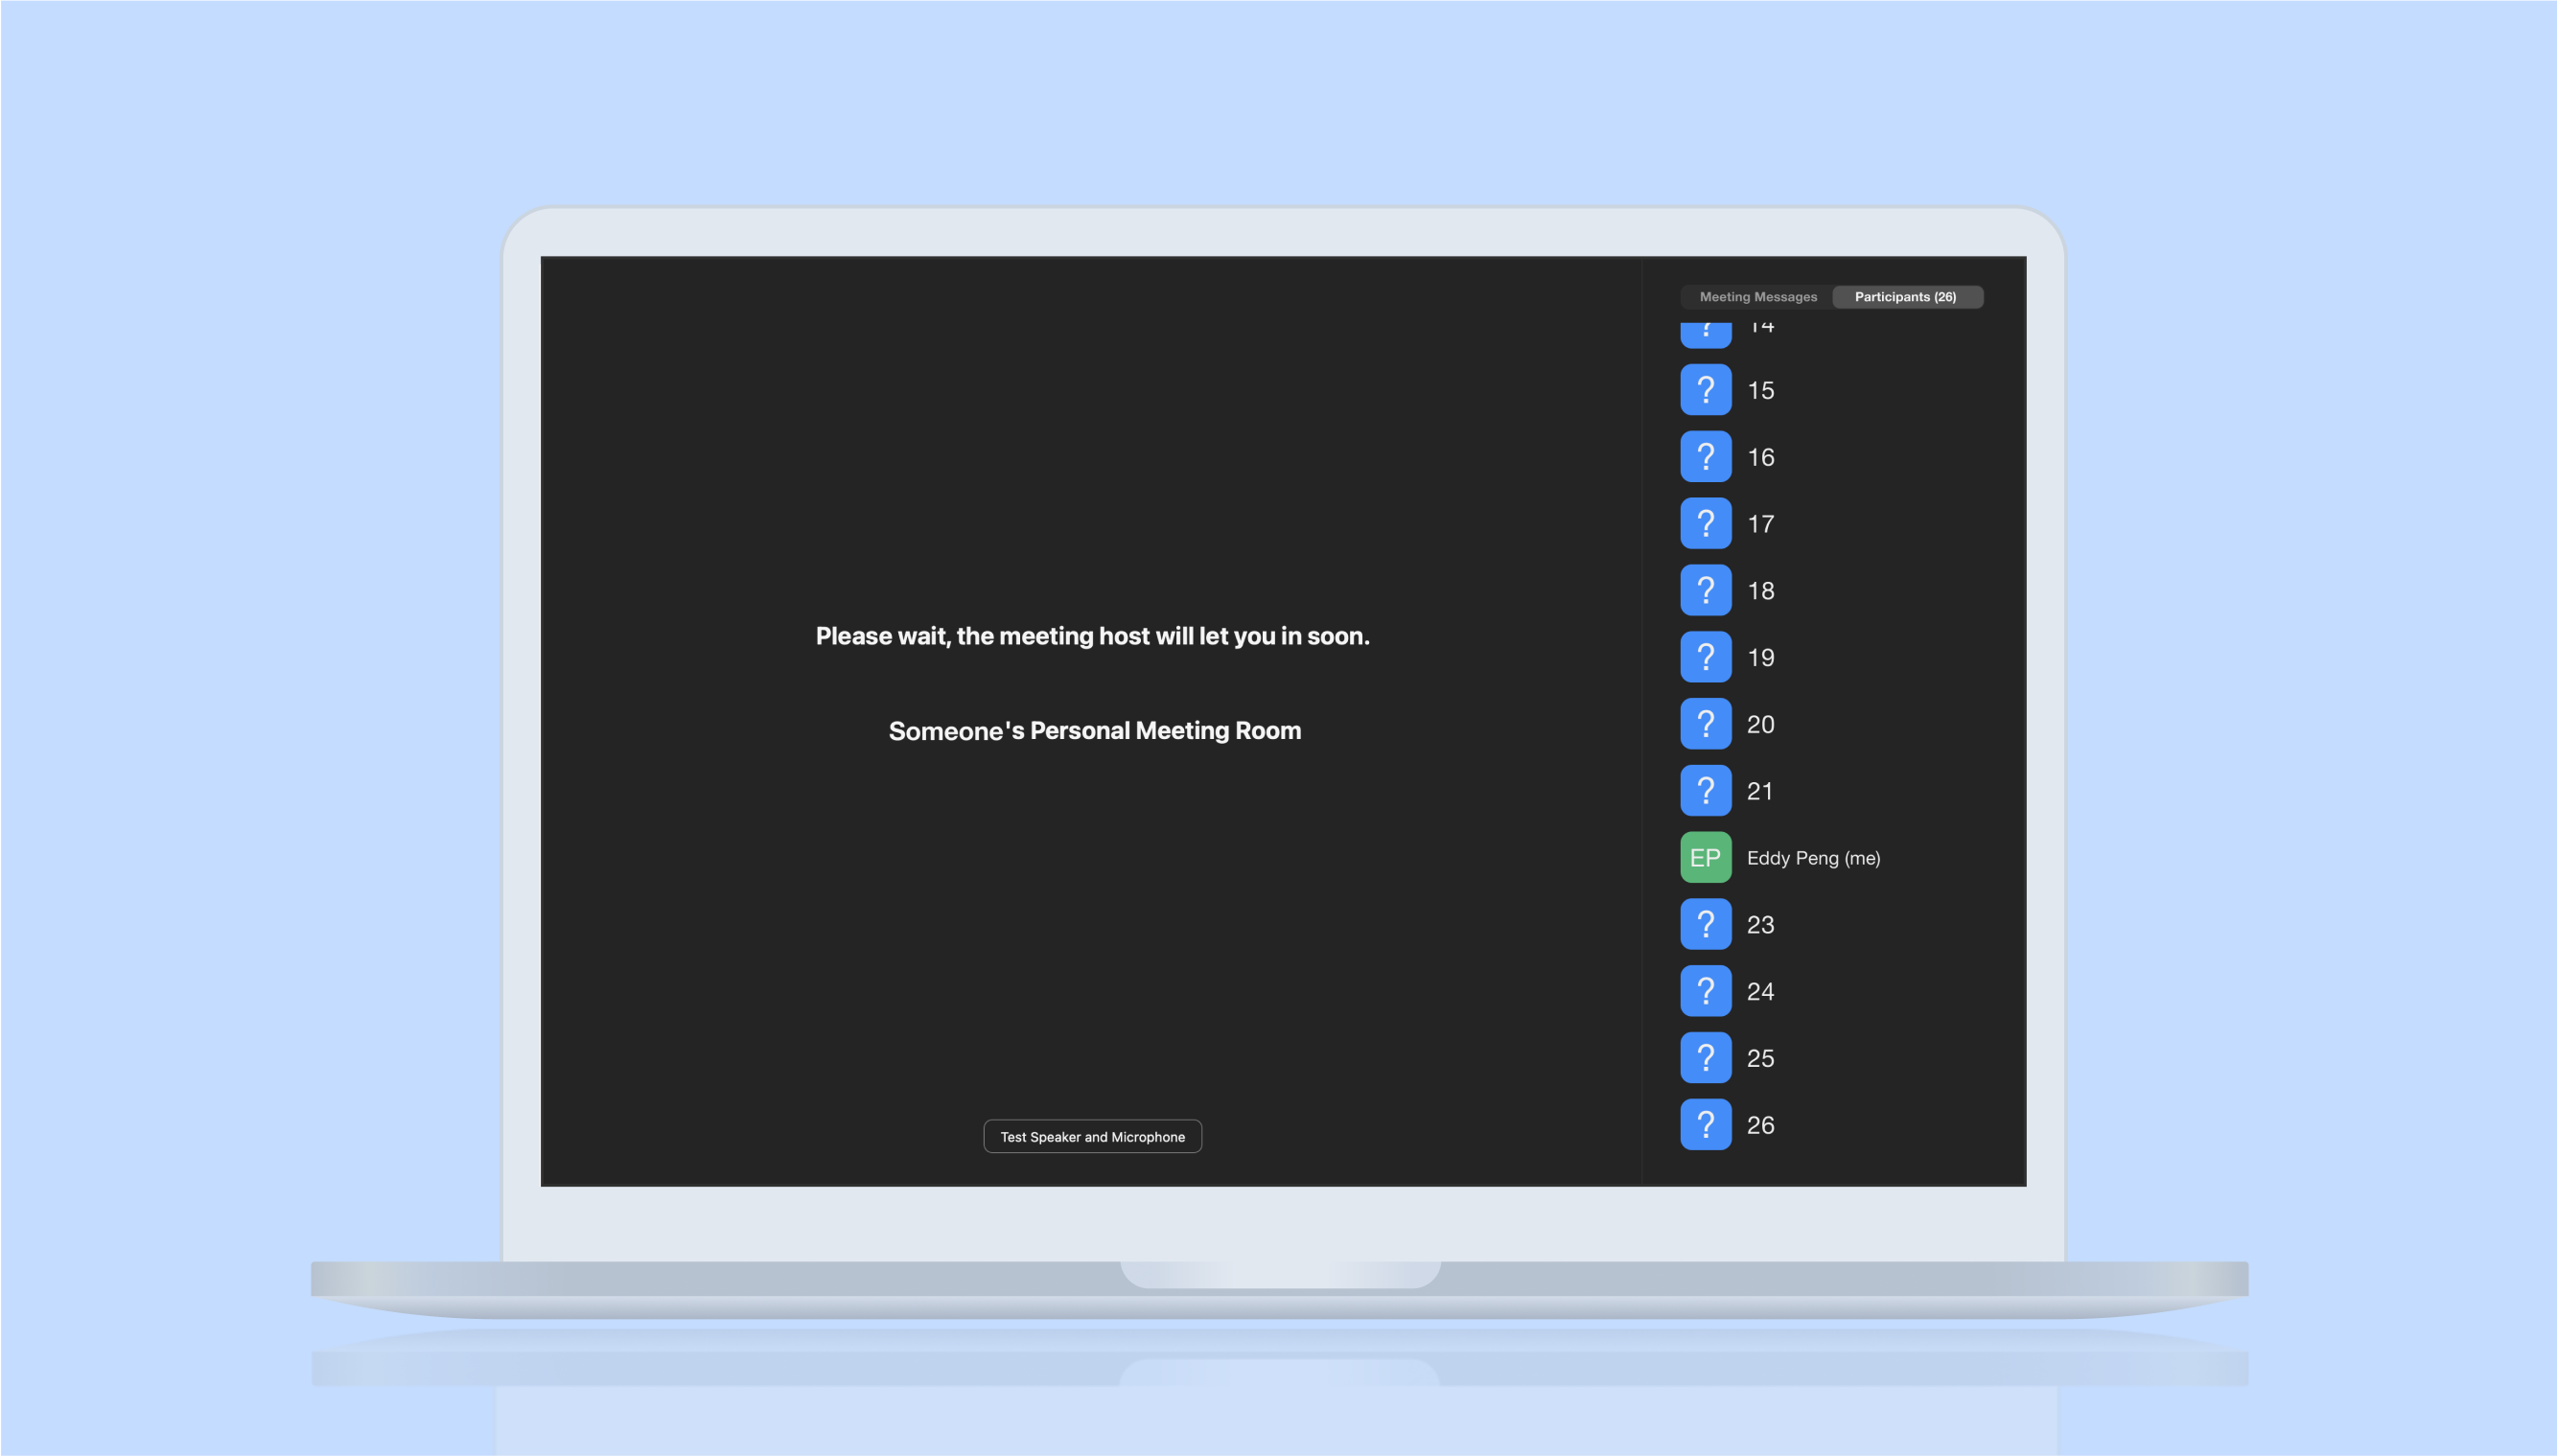 Meeting Messages
Participants (26)
? 14
? 15
? 16
? 17
? 18
? 19
? 20
? 21
EP Eddy Peng (me)
? 23
? 24
? 25
? 26
Please wait, the meeting host will let you in soon.
Someone's Personal Meeting Room
Test Speaker and Microphone